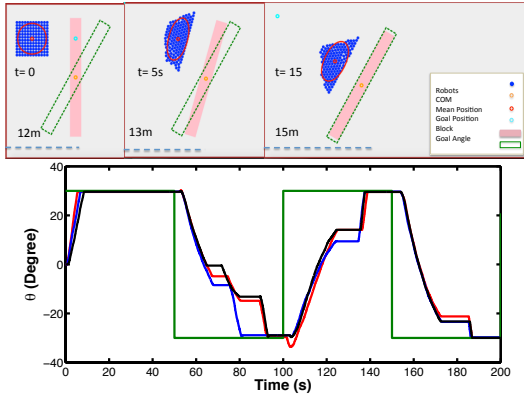 t= 0
12m
t= 5s
13m
t= 15
15m
Robots
COM
Mean Position
Goal Position
Block
Goal Angle
θ (Degree)
40
20
0
−20
−40
0 20 40 60 80 100 120 140 160 180 200
Time (s)